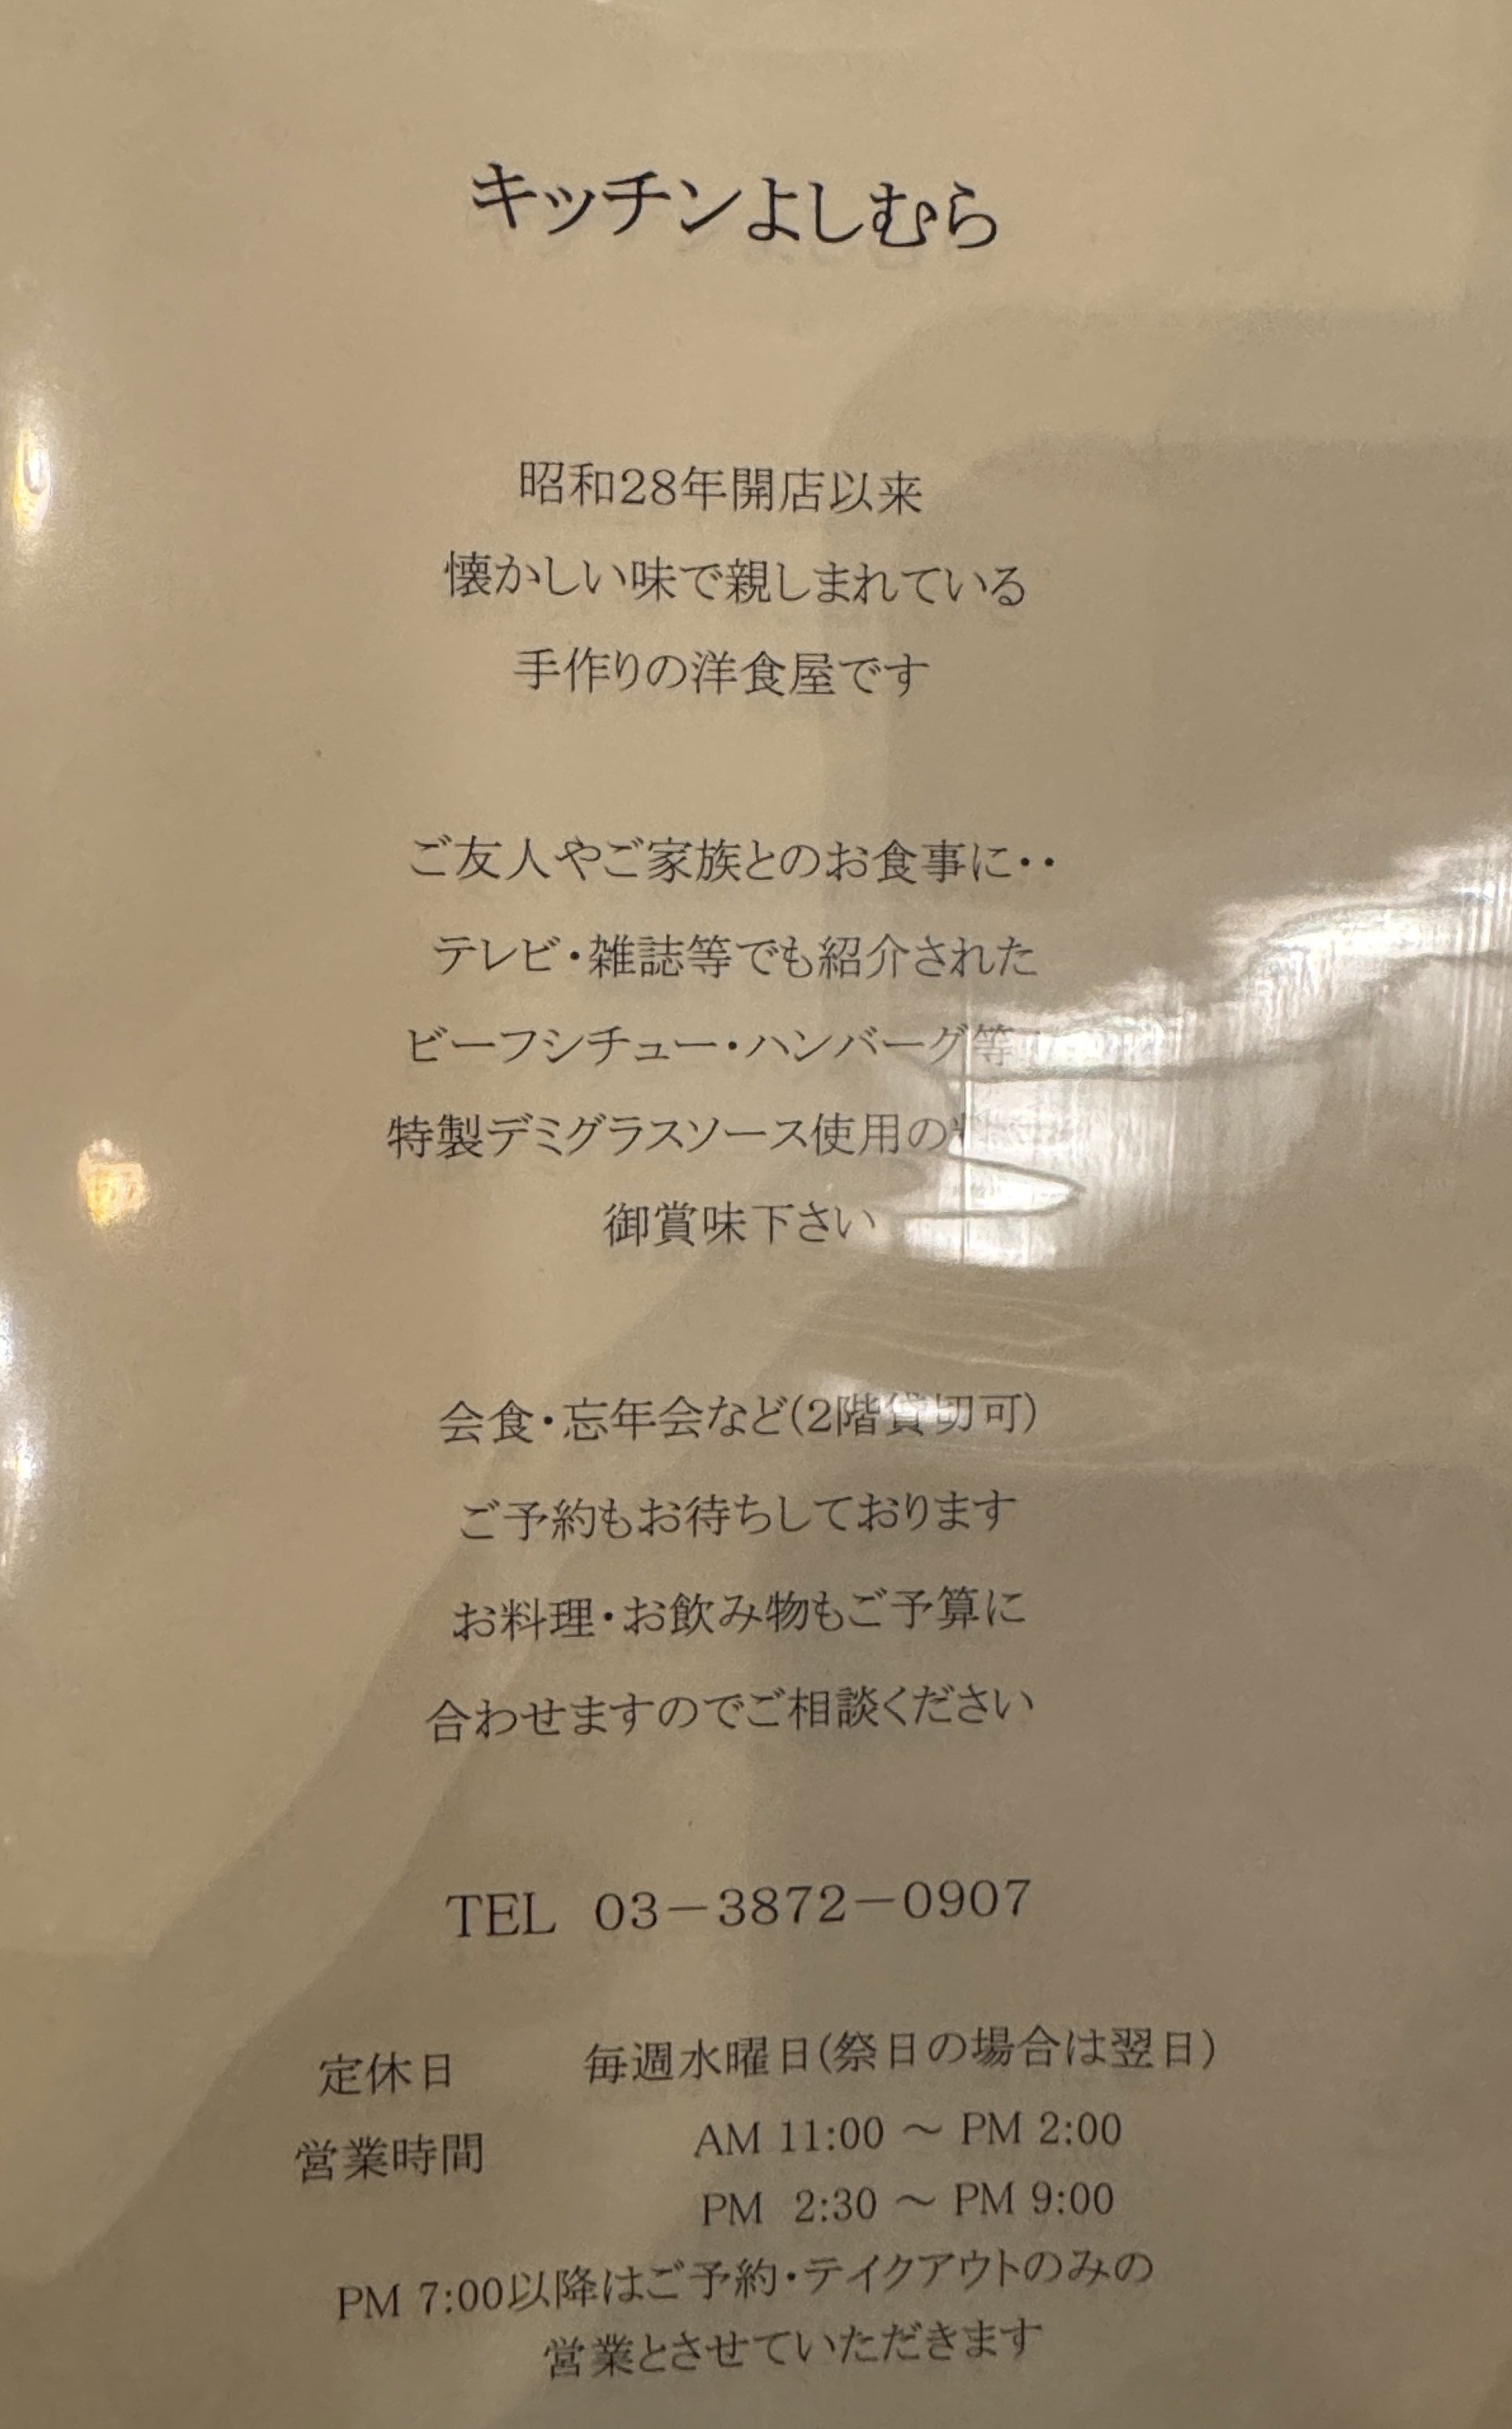 キッチンよしむら
昭和28年開店以来
懐かしい味で親しまれている
手作りの洋食屋です
ご友人やご家族とのお食事に・・
テレビ・雑誌等でも紹介された
ビーフシチュー・ハンバーグ等
特製デミグラスソース使用の
御賞味下さい
会食・忘年会など(2階貸切可)
ご予約もお待ちしております
お料理・お飲み物もご予算に
合わせますのでご相談ください
TEL 03－3872－0907
定休日 毎週水曜日(祭日の場合は翌日)
営業時間 AM 11:00 ～ PM 2:00
PM 2:30 ～ PM 9:00
PM 7:00以降はご予約・テイクアウトのみの
営業とさせていただきます